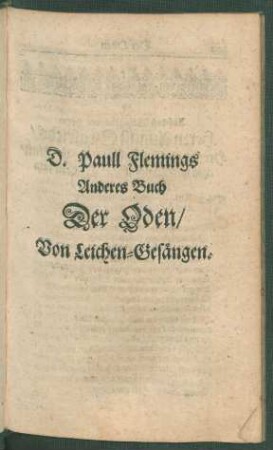 D. Paull Flemings
Anderes Buch
Der Oden/
Von Leichen-Gesängen.